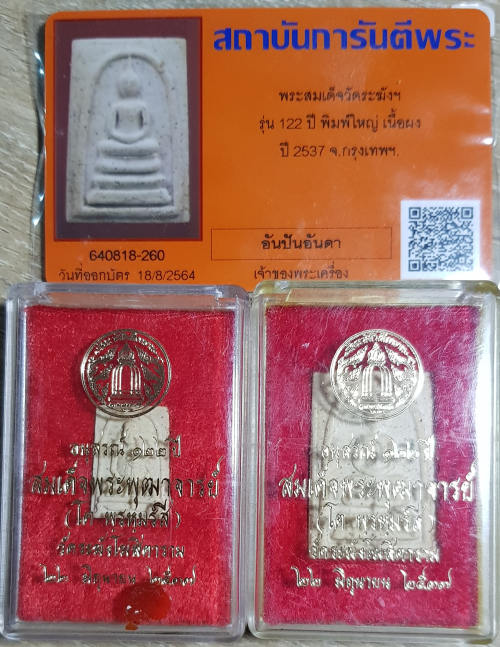 สถาบันการันตีพระ
พระสมเด็จวัดระฆังฯ
รุ่น 122 ปี พิมพ์ใหญ่ เนื้อผง
ปี 2537 จ.กรุงเทพฯ.
640818-260
อันปันอันดา
วันที่ออกบัตร 18/8/2564
เจ้าของพระเครื่อง
อนุสรณ์ ๑๒๒ ปี
สมเด็จพระพุฒาจารย์
(โต พรหมรังสี)
วัดระฆังโฆสิตาราม
๒๒ มิถุนายน ๒๕๓๗
อนุสรณ์ ๑๒๒ ปี
สมเด็จพระพุฒาจารย์
(โต พรหมรังสี)
วัดระฆังโฆสิตาราม
๒๒ มิถุนายน ๒๕๓๗